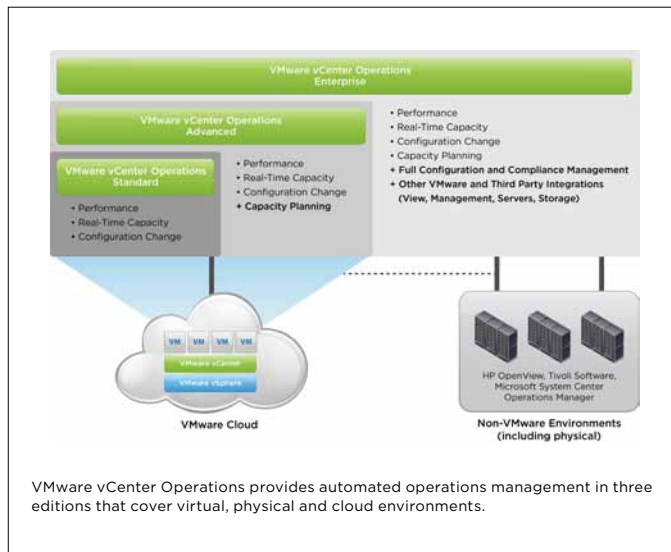 VMware vCenter Operations
Enterprise
VMware vCenter Operations
Advanced
VMware vCenter Operations
Standard
• Performance
• Real-Time Capacity
• Configuration Change
• Performance
• Real-Time Capacity
• Configuration Change
+ Capacity Planning
• Performance
• Real-Time Capacity
• Configuration Change
• Capacity Planning
+ Full Configuration and Compliance Management
+ Other VMware and Third Party Integrations
(View, Management, Servers, Storage)
VM VM VM VM
VMware vCenter
VMware vSphere
VMware Cloud
HP OpenView, Tivoli Software,
Microsoft System Center
Operations Manager
Non-VMware Environments
(including physical)
VMware vCenter Operations provides automated operations management in three
editions that cover virtual, physical and cloud environments.